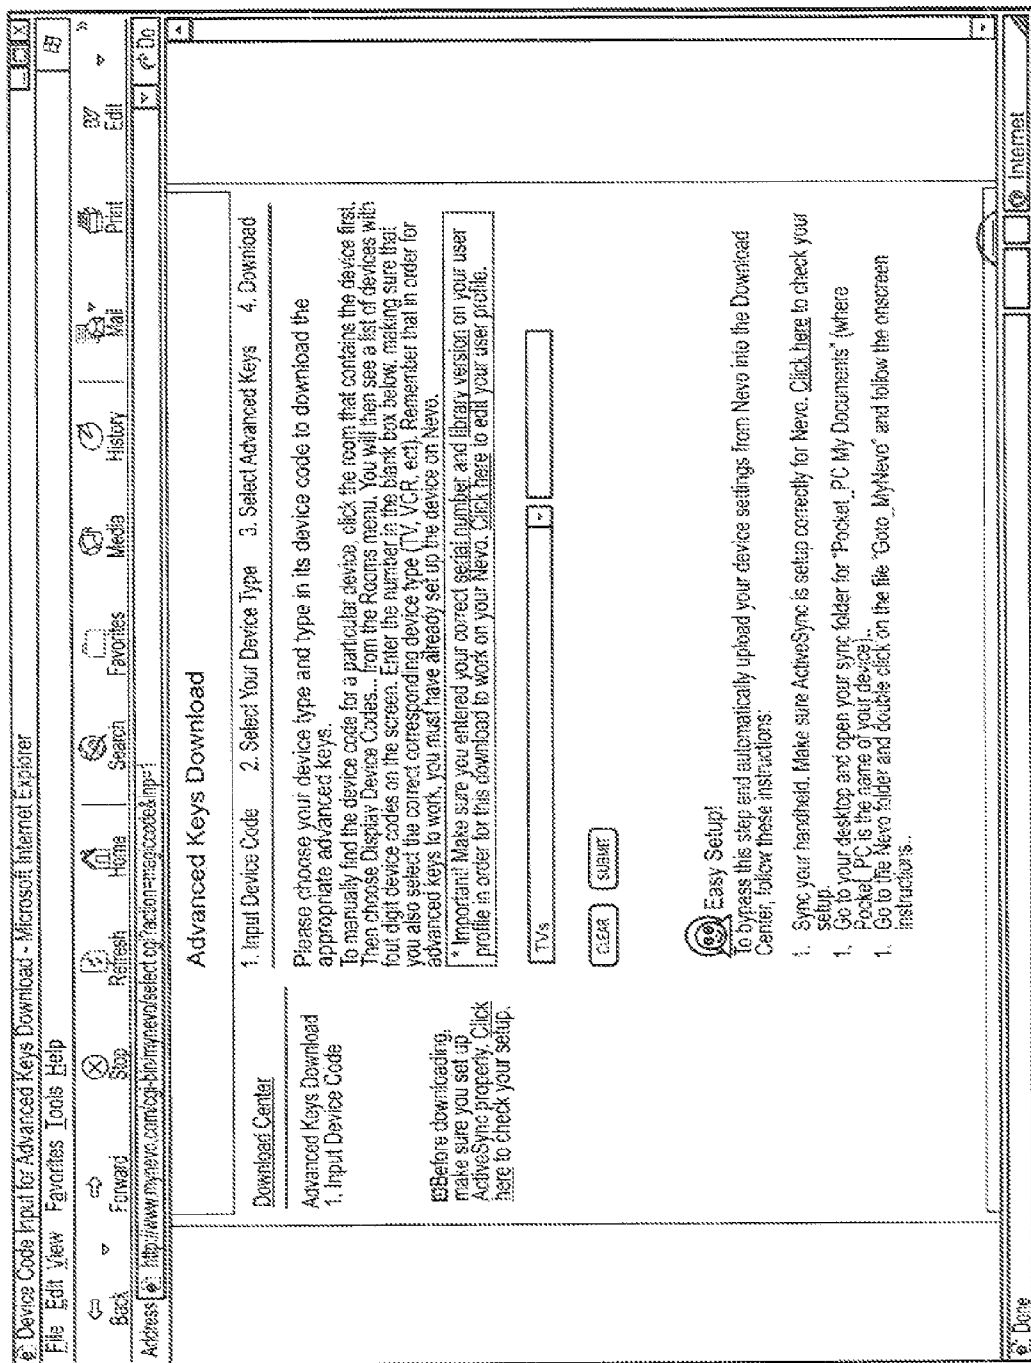 Device Code Input for Advanced Keys Download - Microsoft Internet Explorer
File Edit View Favorites Tools Help
Back Forward Stop Refresh Home Search Favorites Media History Mail Print Edit
Address http://www.mynevo.com/cgi-bin/mynevo/select.cgi?action=magcode&inp=1 Go
Advanced Keys Download
Download Center
1. Input Device Code 2. Select Your Device Type 3. Select Advanced Keys 4. Download
Advanced Keys Download
1. Input Device Code
Before downloading,
make sure you set up
ActiveSync properly. Click
here to check your setup.
Please choose your device type and type in its device code to download the
appropriate advanced keys.
To manually find the device code for a particular device, click the room that contains the device first.
Then choose Display Device Codes... from the Rooms menu. You will then see a list of devices with
four digit device codes on the screen. Enter the number in the blank box below, making sure that
you also select the correct corresponding device type (TV, VCR, ect). Remember that in order for
advanced keys to work, you must have already set up the device on Nevo.
* Important! Make sure you entered your correct serial number and library version on your user
profile in order for this download to work on your Nevo. Click here to edit your user profile.
TVs
CLEAR SUBMIT
Easy Setup!
To bypass this step and automatically upload your device settings from Nevo into the Download
Center, follow these instructions:
1. Sync your handheld. Make sure ActiveSync is setup correctly for Nevo. Click here to check your
setup.
1. Go to your desktop and open your sync folder for "Pocket_PC My Documents" (where
Pocket_PC is the name of your device)..
1. Go to the Nevo folder and double click on the file "Goto_MyNevo" and follow the onscreen
instructions..
Done Internet